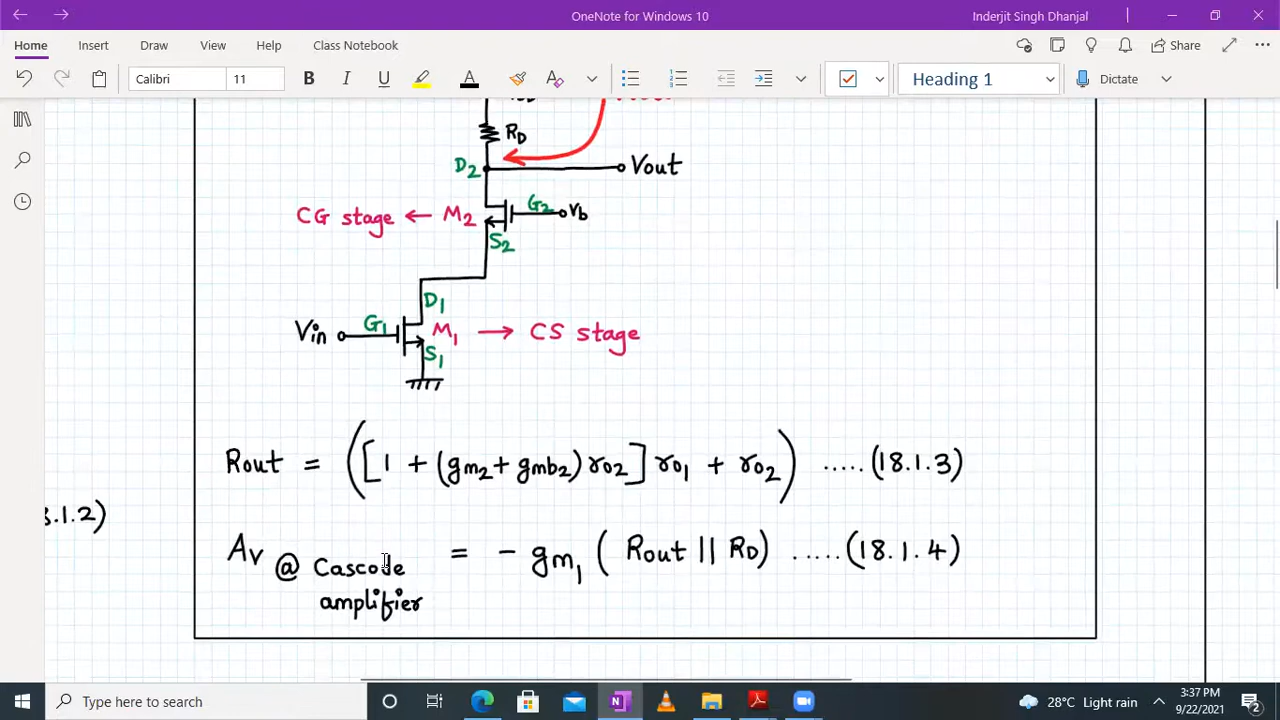 OneNote for Windows 10
Inderjit Singh Dhanjal
Home Insert Draw View Help Class Notebook
Share
Calibri 11 B I U A Heading 1 Dictate
RD
D2 Vout
CG stage ← M2 G2 Vb
S2
D1
Vin G1 M1 → CS stage
S1
Rout = ([1 + (gm2 + gmb2) ro2] ro1 + ro2) .....(18.1.3)
.1.2)
Av @ Cascode amplifier = - gm1 ( Rout || RD) .....(18.1.4)
Type here to search
28°C Light rain
3:37 PM
9/22/2021
2